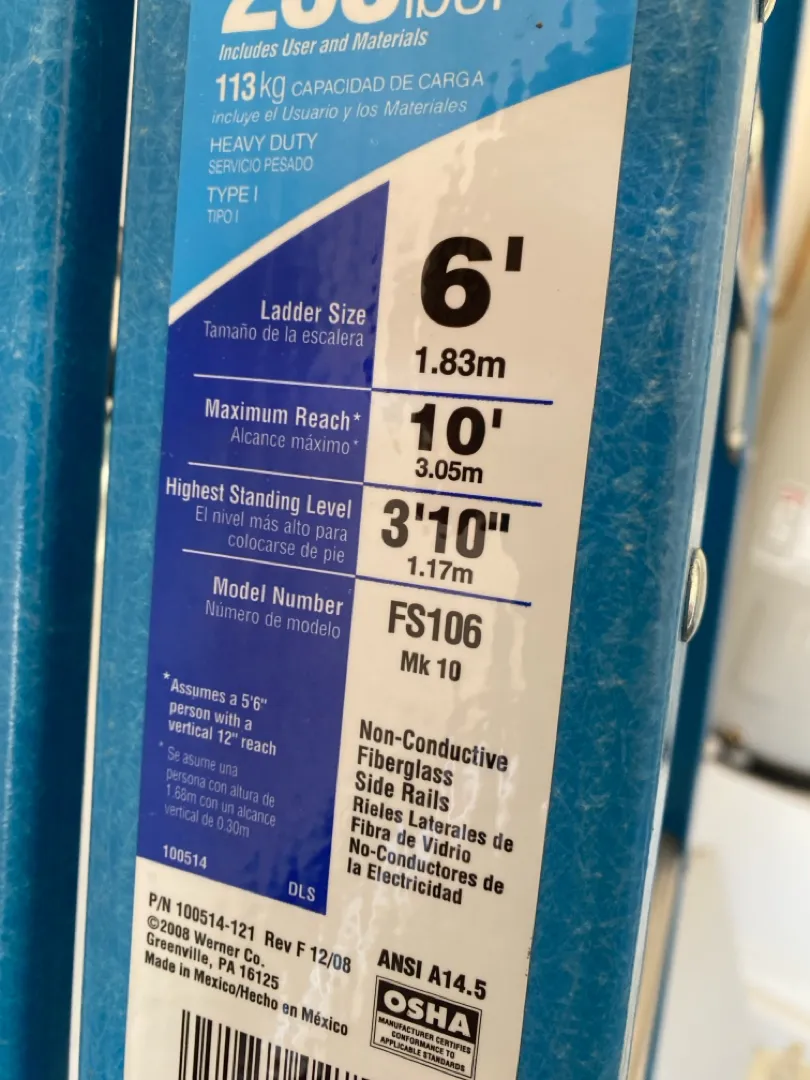 Includes User and Materials
113kg CAPACIDAD DE CARGA
incluye el Usuario y los Materiales
HEAVY DUTY
SERVICIO PESADO
TYPE I
TIPO I
Ladder Size
Tamaño de la escalera
6'
1.83m
Maximum Reach*
Alcance máximo*
10'
3.05m
Highest Standing Level
El nivel más alto para
colocarse de pie
3'10"
1.17m
Model Number
Número de modelo
FS106
Mk 10
*Assumes a 5'6"
person with a
vertical 12" reach
* Se asume una
persona con altura de
1.68m con un alcance
vertical de 0.30m
100514
DLS
Non-Conductive
Fiberglass
Side Rails
Rieles Laterales de
Fibra de Vidrio
No-Conductores de
la Electricidad
P/N 100514-121 Rev F 12/08
©2008 Werner Co.
Greenville, PA 16125
Made in Mexico/Hecho en México
ANSI A14.5
OSHA
MANUFACTURER CERTIFIES
CONFORMANCE TO
APPLICABLE STANDARDS